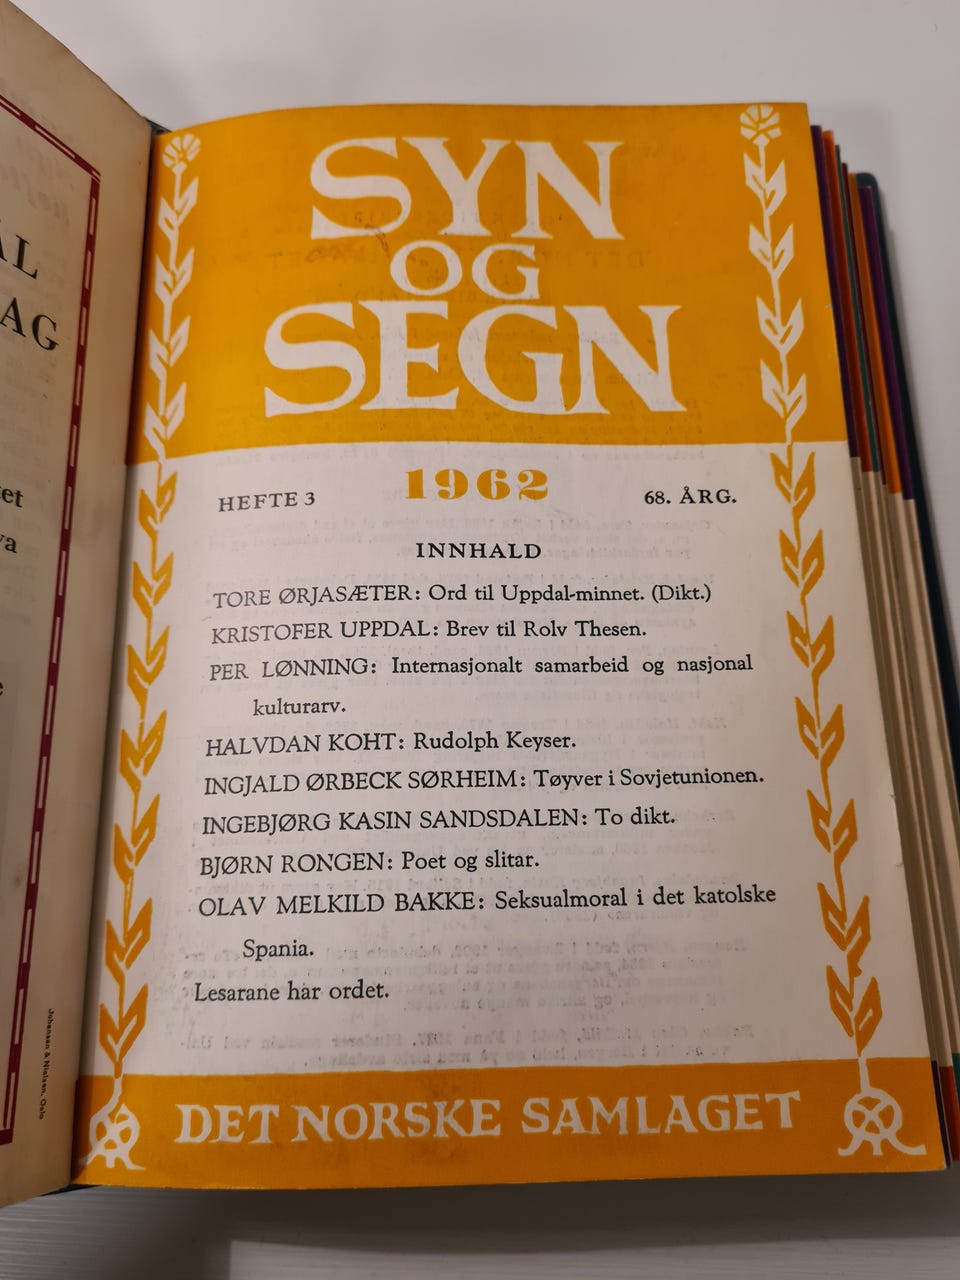 ÅL
AG
et
va
e
Johansen & Nielsen, Oslo
SYN
OG
SEGN
HEFTE 3
1962
68. ÅRG.
INNHALD
TORE ØRJASÆTER: Ord til Uppdal-minnet. (Dikt.)
KRISTOFER UPPDAL: Brev til Rolv Thesen.
PER LØNNING: Internasjonalt samarbeid og nasjonal
kulturarv.
HALVDAN KOHT: Rudolph Keyser.
INGJALD ØRBECK SØRHEIM: Tøyver i Sovjetunionen.
INGEBJØRG KASIN SANDSDALEN: To dikt.
BJØRN RONGEN: Poet og slitar.
OLAV MELKILD BAKKE: Seksualmoral i det katolske
Spania.
Lesarane har ordet.
DET NORSKE SAMLAGET